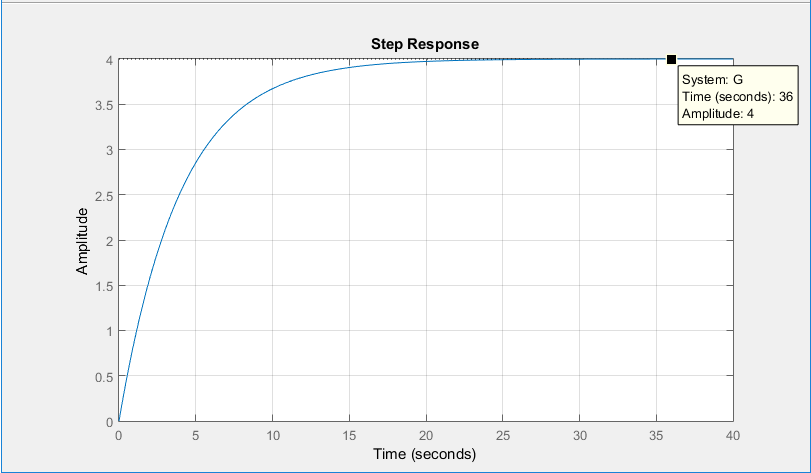 Step Response
4
3.5
3
2.5
2
1.5
1
0.5
0
Amplitude
System: G
Time (seconds): 36
Amplitude: 4
0 5 10 15 20 25 30 35 40
Time (seconds)